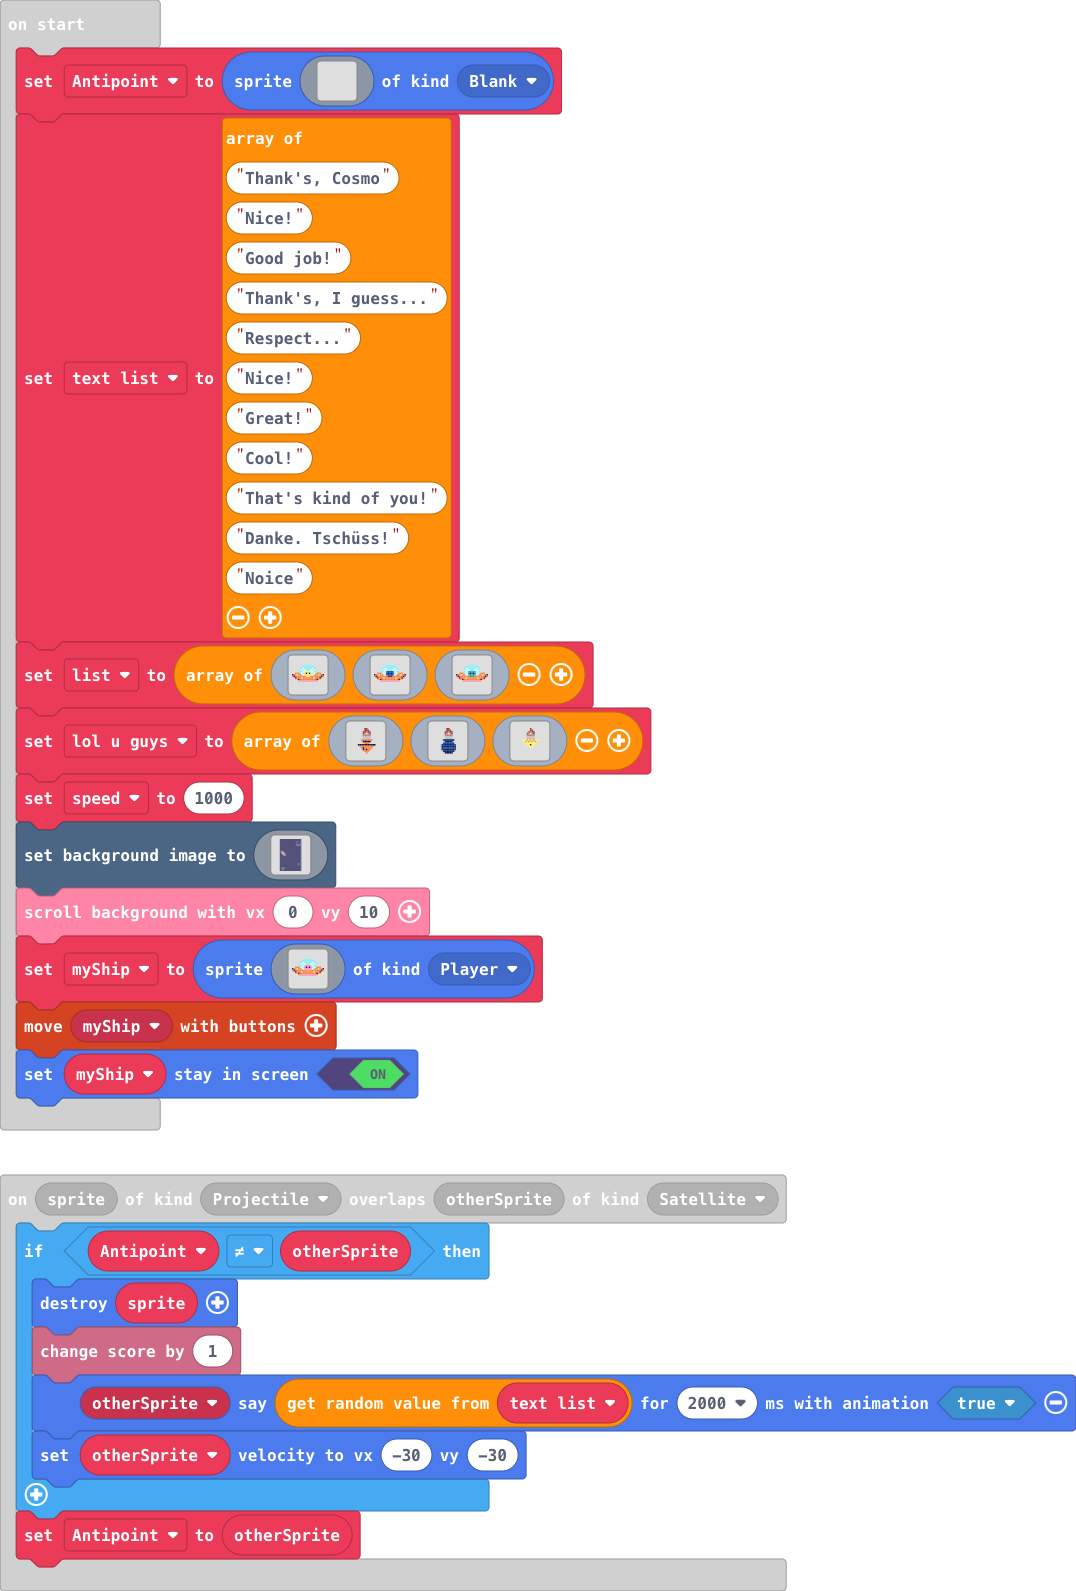 on start
set Antipoint to sprite of kind Blank
array of
"Thank's, Cosmo"
"Nice!"
"Good job!"
"Thank's, I guess..."
"Respect..."
set text list to "Nice!"
"Great!"
"Cool!"
"That's kind of you!"
"Danke. Tschüss!"
"Noice"
set list to array of
set lol u guys to array of
set speed to 1000
set background image to
scroll background with vx 0 vy 10
set myShip to sprite of kind Player
move myShip with buttons
set myShip stay in screen ON
on sprite of kind Projectile overlaps otherSprite of kind Satellite
if Antipoint ≠ otherSprite then
destroy sprite
change score by 1
otherSprite say get random value from text list for 2000 ms with animation true
set otherSprite velocity to vx -30 vy -30
set Antipoint to otherSprite